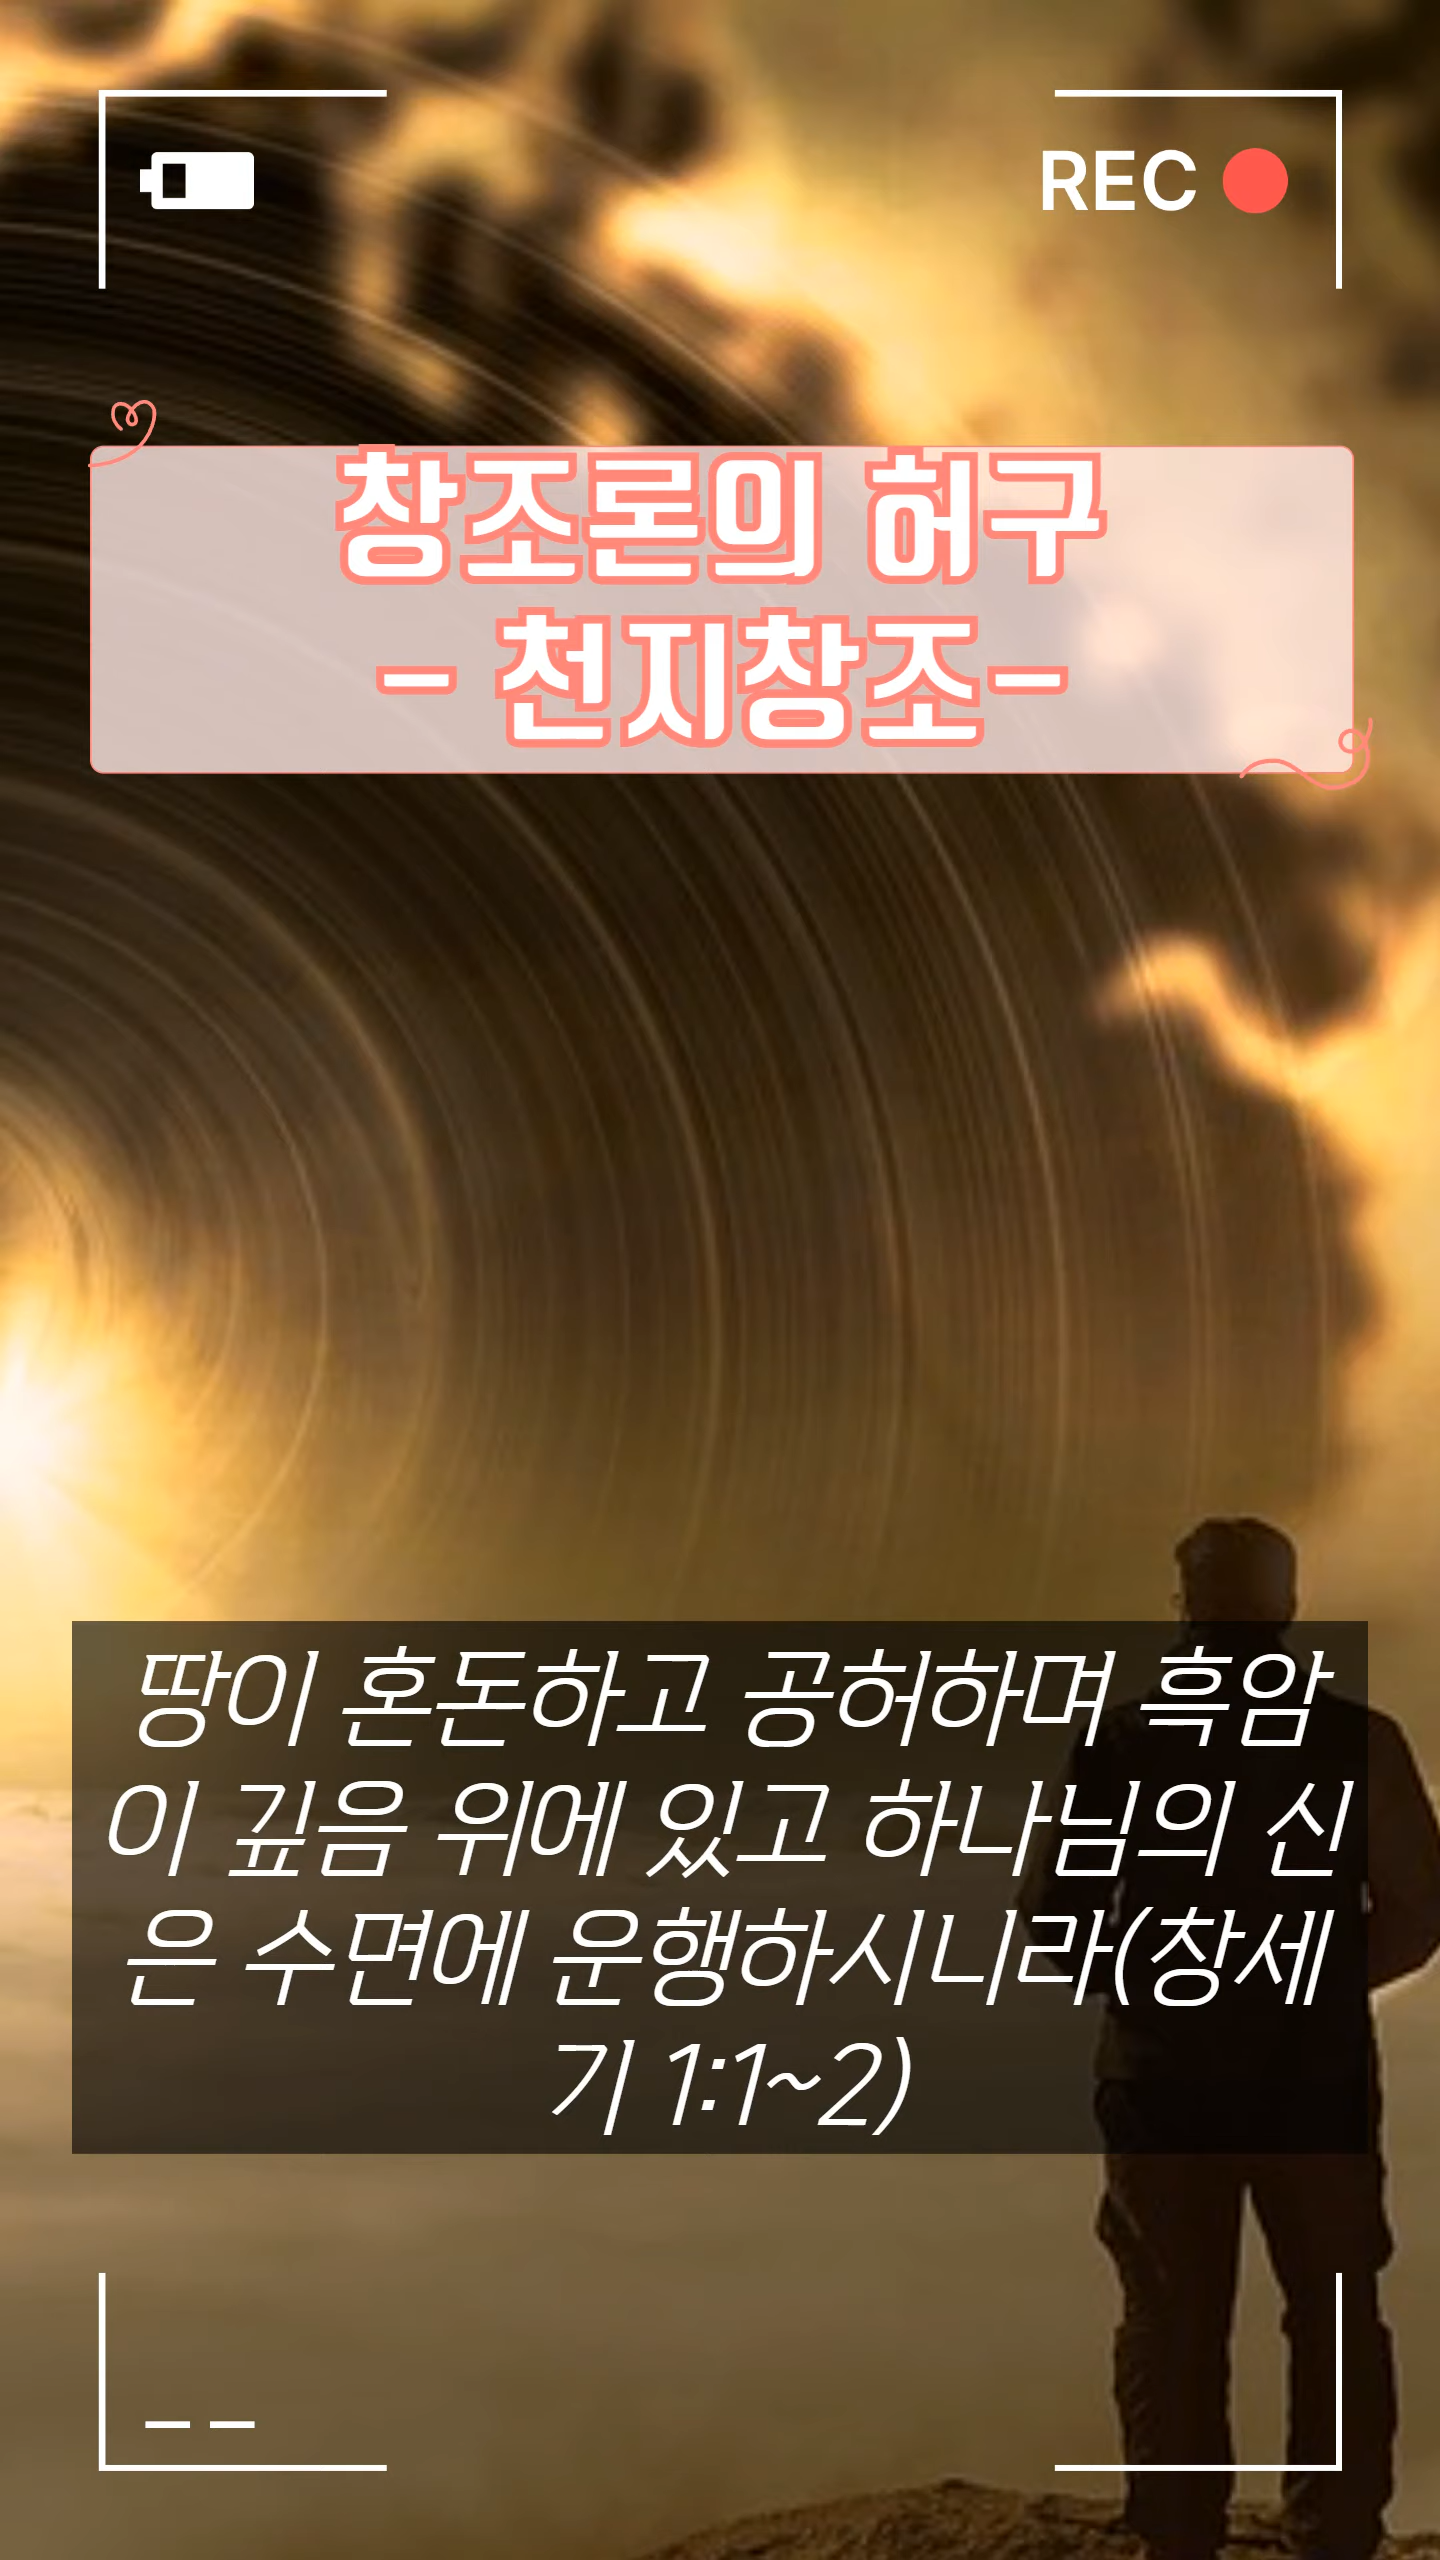 REC
창조론의 허구
- 천지창조-
땅이 혼돈하고 공허하며 흑암
이 깊음 위에 있고 하나님의 신
은 수면에 운행하시니라(창세
기 1:1~2)